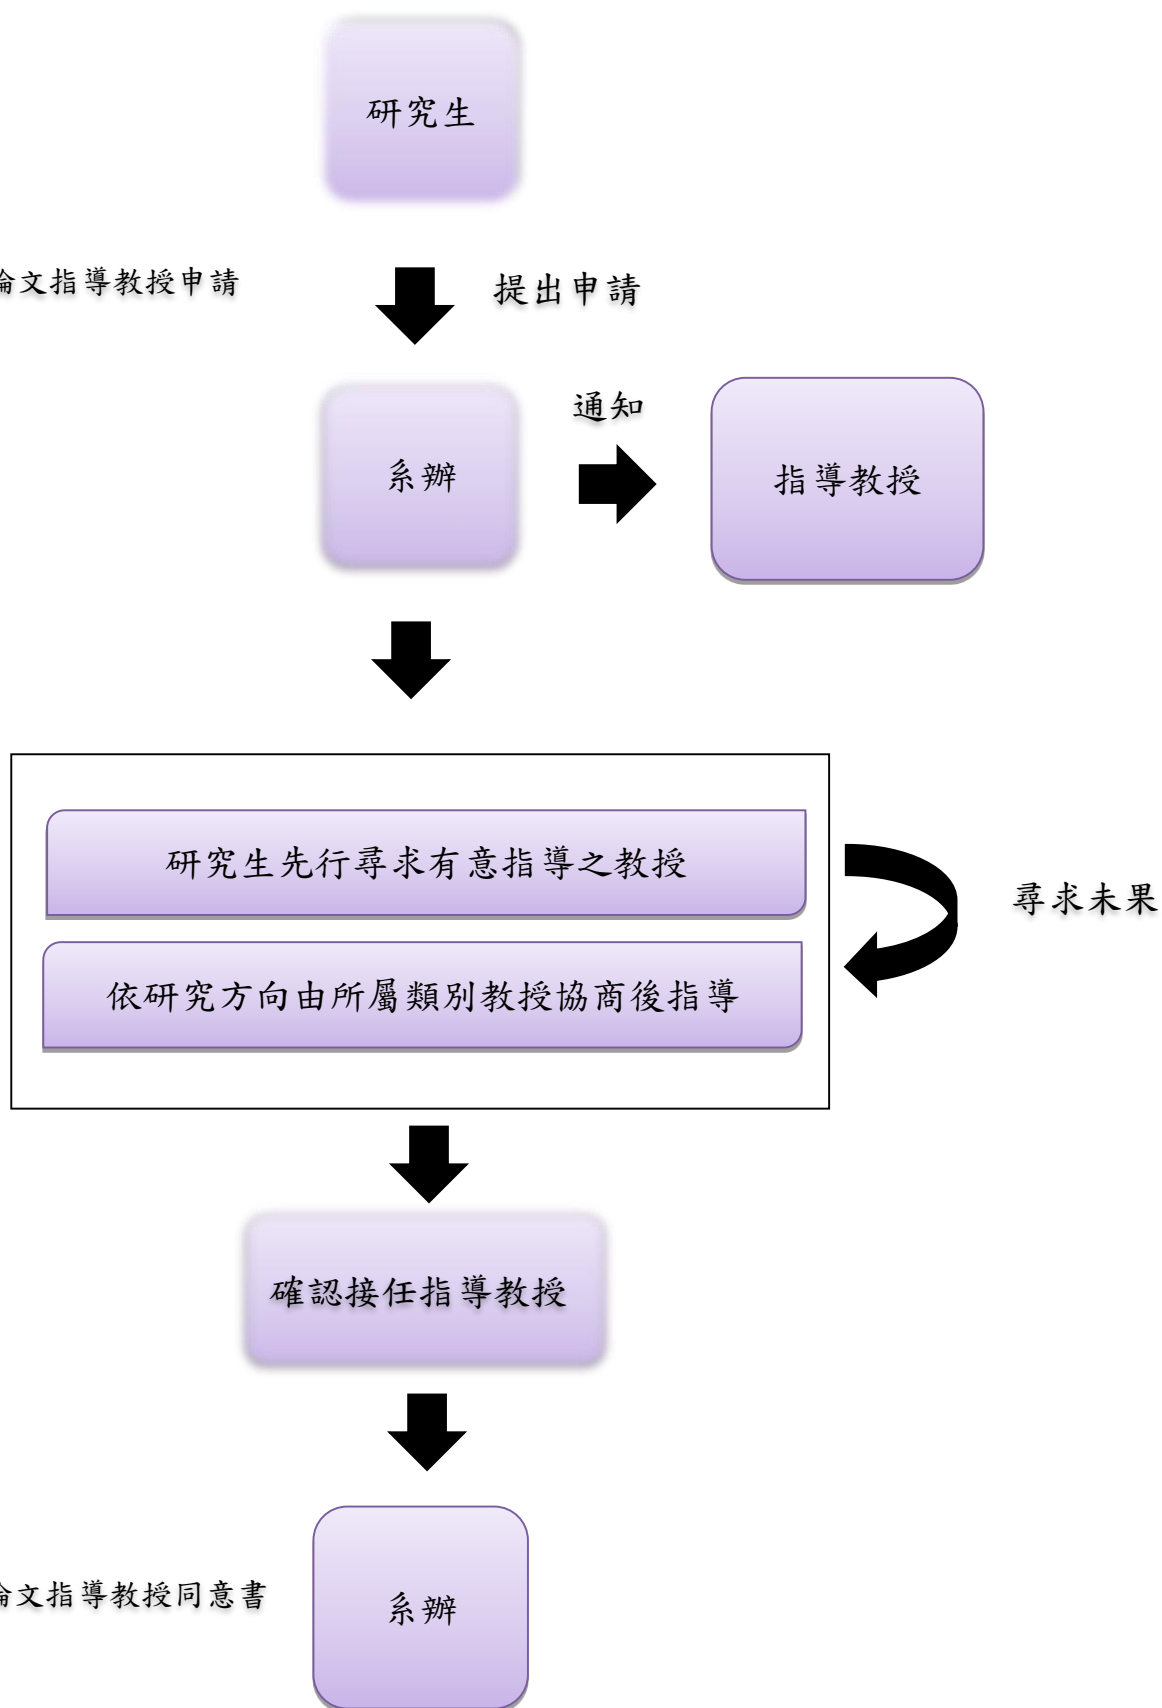 研究生
論文指導教授申請
提出申請
通知
系辦
指導教授
研究生先行尋求有意指導之教授
尋求未果
依研究方向由所屬類別教授協商後指導
確認接任指導教授
論文指導教授同意書
系辦